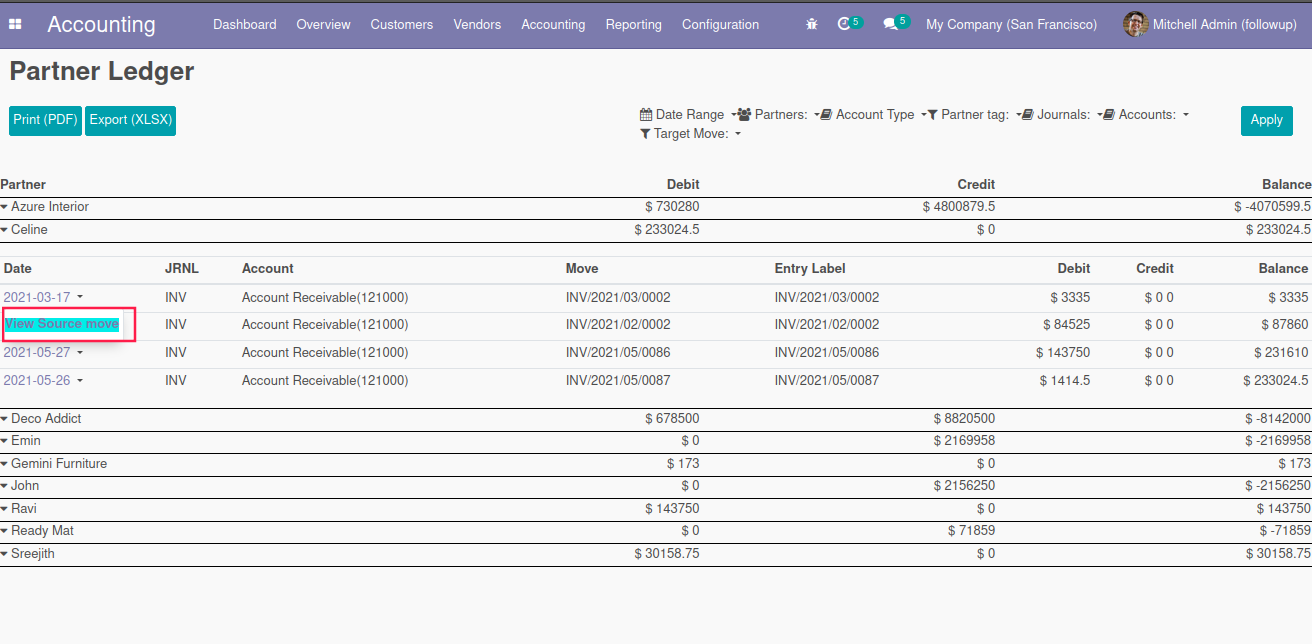 Accounting Dashboard Overview Customers Vendors Accounting Reporting Configuration 5 5 My Company (San Francisco) Mitchell Admin (followup)
Partner Ledger
Print (PDF) Export (XLSX) Date Range Partners: Account Type Partner tag: Journals: Accounts: Apply
Target Move:
Partner Debit Credit Balance
Azure Interior $ 730280 $ 4800879.5 $ -4070599.5
Celine $ 233024.5 $ 0 $ 233024.5
Date JRNL Account Move Entry Label Debit Credit Balance
2021-03-17 INV Account Receivable(121000) INV/2021/03/0002 INV/2021/03/0002 $ 3335 $ 0 0 $ 3335
View Source move INV Account Receivable(121000) INV/2021/02/0002 INV/2021/02/0002 $ 84525 $ 0 0 $ 87860
2021-05-27 INV Account Receivable(121000) INV/2021/05/0086 INV/2021/05/0086 $ 143750 $ 0 0 $ 231610
2021-05-26 INV Account Receivable(121000) INV/2021/05/0087 INV/2021/05/0087 $ 1414.5 $ 0 0 $ 233024.5
Deco Addict $ 678500 $ 8820500 $ -8142000
Emin $ 0 $ 2169958 $ -2169958
Gemini Furniture $ 173 $ 0 $ 173
John $ 0 $ 2156250 $ -2156250
Ravi $ 143750 $ 0 $ 143750
Ready Mat $ 0 $ 71859 $ -71859
Sreejith $ 30158.75 $ 0 $ 30158.75